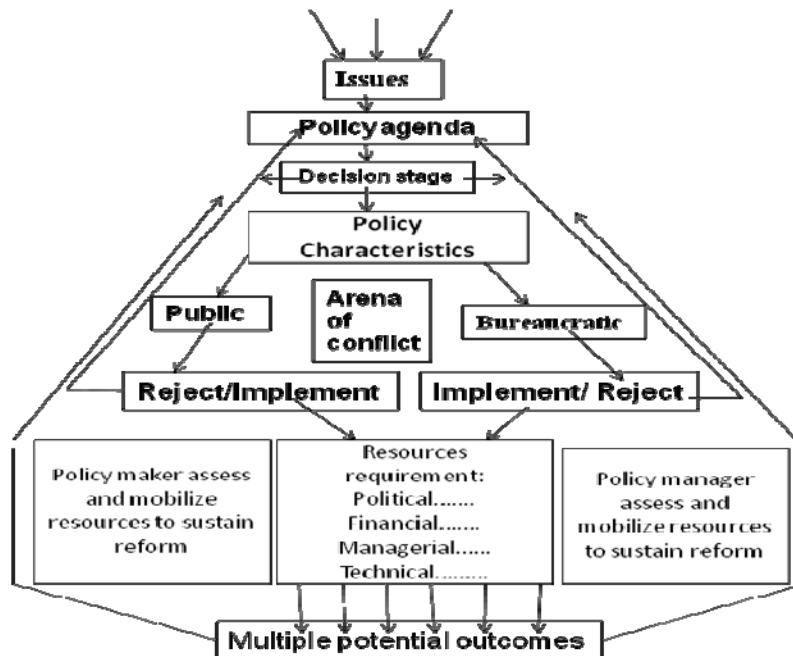 Issues
Policy agenda
Decision stage
Policy
Characteristics
Public
Arena
of
conflict
Bureaucratic
Reject/Implement
Implement/ Reject
Policy maker assess
and mobilize
resources to sustain
reform
Resources
requirement:
Political.......
Financial.......
Managerial......
Technical.........
Policy manager
assess and
mobilize resources
to sustain reform
Multiple potential outcomes